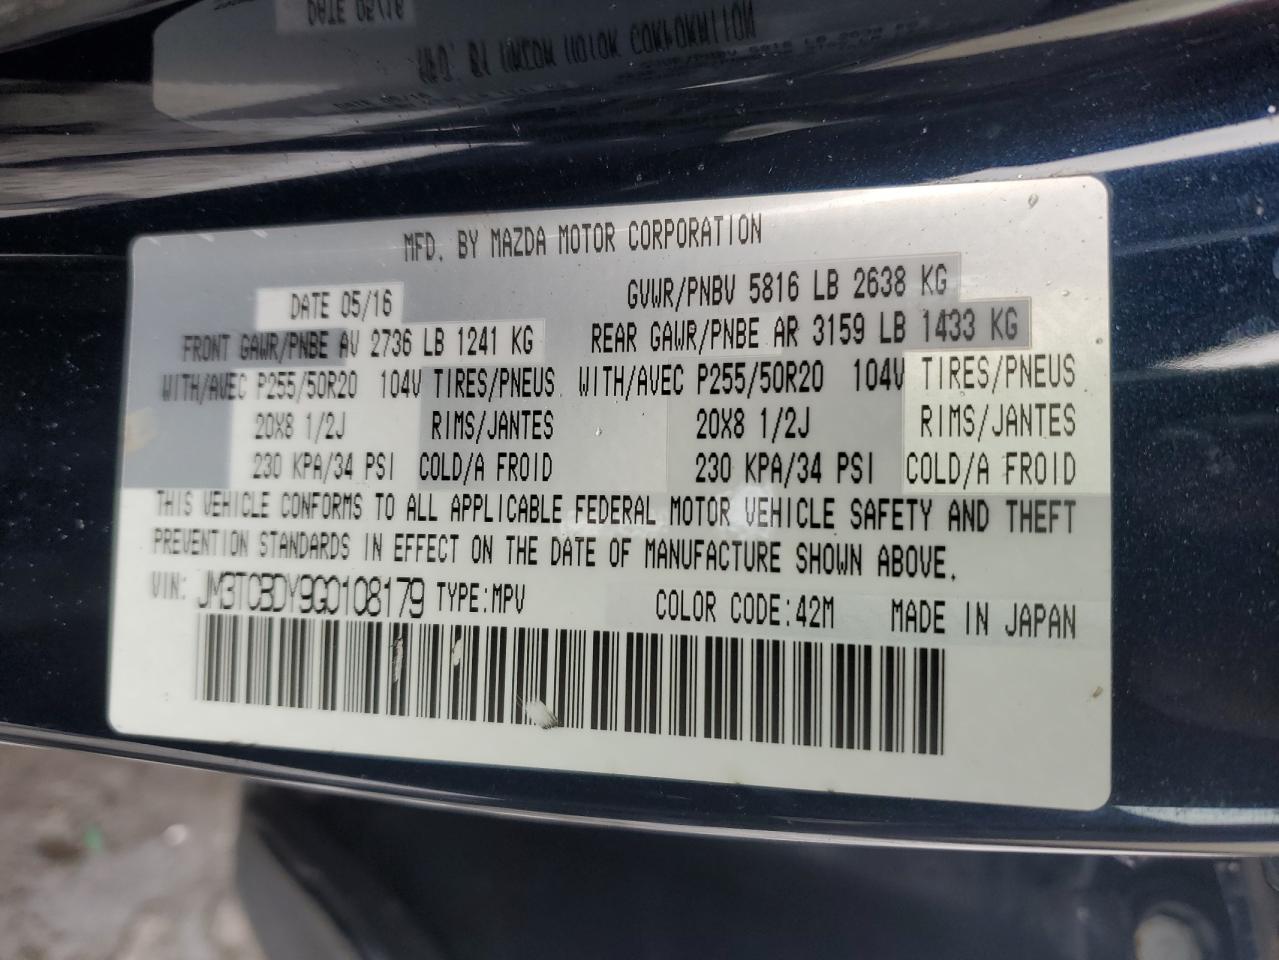 MFD. BY MAZDA MOTOR CORPORATION
DATE 05/16 GVWR/PNBV 5816 LB 2638 KG
FRONT GAWR/PNBE AV 2736 LB 1241 KG REAR GAWR/PNBE AR 3159 LB 1433 KG
WITH/AVEC P255/50R20 104V TIRES/PNEUS WITH/AVEC P255/50R20 104V TIRES/PNEUS
20X8 1/2J RIMS/JANTES 20X8 1/2J RIMS/JANTES
230 KPA/34 PSI COLD/A FROID 230 KPA/34 PSI COLD/A FROID
THIS VEHICLE CONFORMS TO ALL APPLICABLE FEDERAL MOTOR VEHICLE SAFETY AND THEFT
PREVENTION STANDARDS IN EFFECT ON THE DATE OF MANUFACTURE SHOWN ABOVE.
VIN: JM3TCBDY9G0108179 TYPE:MPV COLOR CODE:42M MADE IN JAPAN